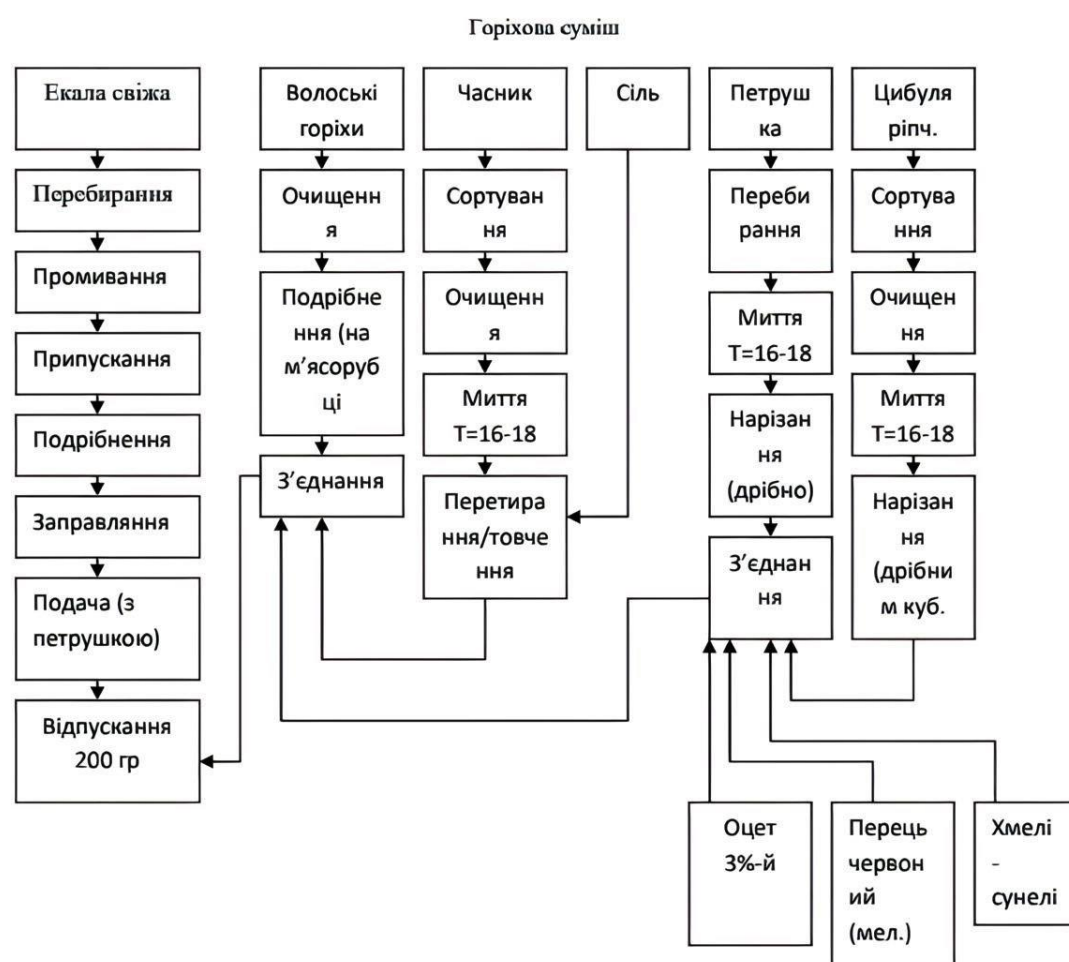 Горіхова суміш
Екала свіжа
Перебирання
Промивання
Припускання
Подрібнення
Заправляння
Подача (з
петрушкою)
Відпускання
200 гр
Волоські
горіхи
Очищенн
я
Подрібне
ння (на
м’ясоруб
ці
З’єднання
Часник
Сортуван
ня
Очищенн
я
Миття
Т=16-18
Перетира
ння/товче
ння
Сіль
Петруш
ка
Переби
рання
Миття
Т=16-18
Нарізан
ня
(дрібно)
З’єднан
ня
Цибуля
ріпч.
Сортува
ння
Очищен
ня
Миття
Т=16-18
Нарізан
ня
(дрібни
м куб.
Оцет
3%-й
Перець
червон
ий
(мел.)
Хмелі
-
сунелі